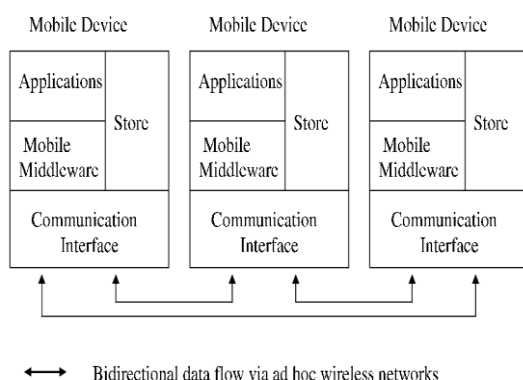 Mobile Device
Applications
Store
Mobile
Middleware
Communication
Interface
Mobile Device
Applications
Store
Mobile
Middleware
Communication
Interface
Mobile Device
Applications
Store
Mobile
Middleware
Communication
Interface
Bidirectional data flow via ad hoc wireless networks